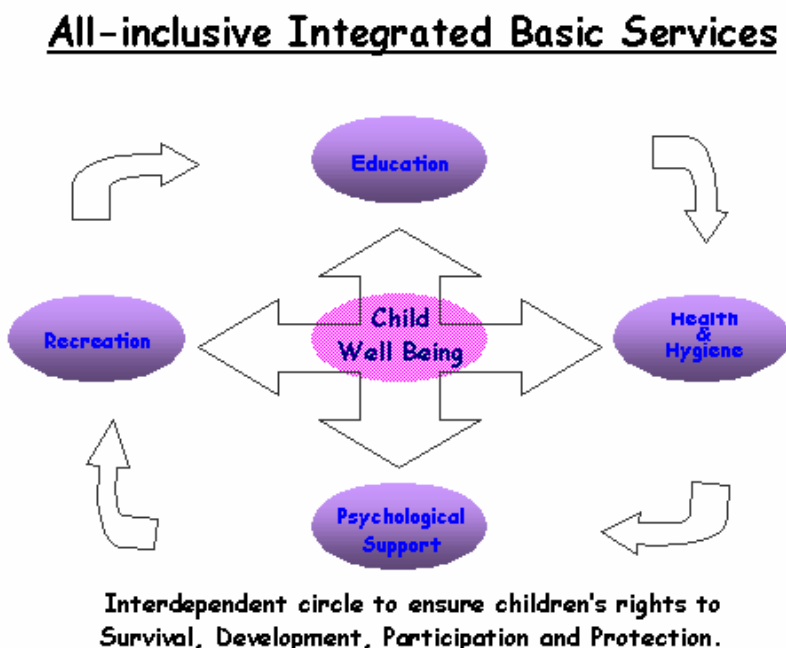 All-inclusive Integrated Basic Services
Education
Recreation
Child
Well Being
Health
&
Hygiene
Psychological
Support
Interdependent circle to ensure children's rights to
Survival, Development, Participation and Protection.